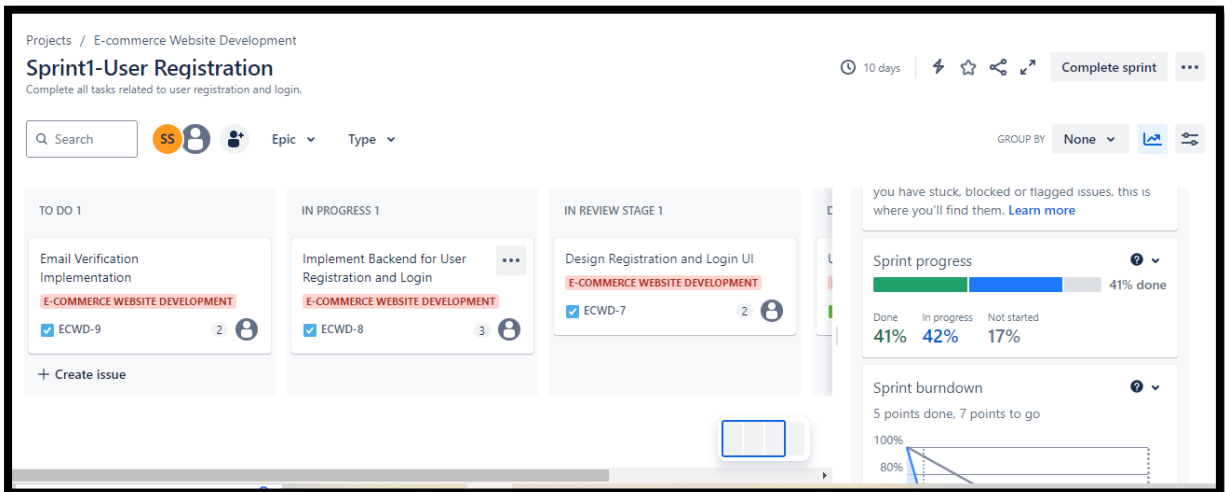 Projects / E-commerce Website Development
Sprint1-User Registration
Complete all tasks related to user registration and login.
10 days
Complete sprint
Search
SS
Epic
Type
GROUP BY
None
TO DO 1
Email Verification
Implementation
E-COMMERCE WEBSITE DEVELOPMENT
ECWD-9
2
+ Create issue
IN PROGRESS 1
Implement Backend for User
Registration and Login
E-COMMERCE WEBSITE DEVELOPMENT
ECWD-8
3
IN REVIEW STAGE 1
Design Registration and Login UI
E-COMMERCE WEBSITE DEVELOPMENT
ECWD-7
2
you have stuck, blocked or flagged issues, this is
where you'll find them. Learn more
Sprint progress
41% done
Done In progress Not started
41% 42% 17%
Sprint burndown
5 points done, 7 points to go
100%
80%